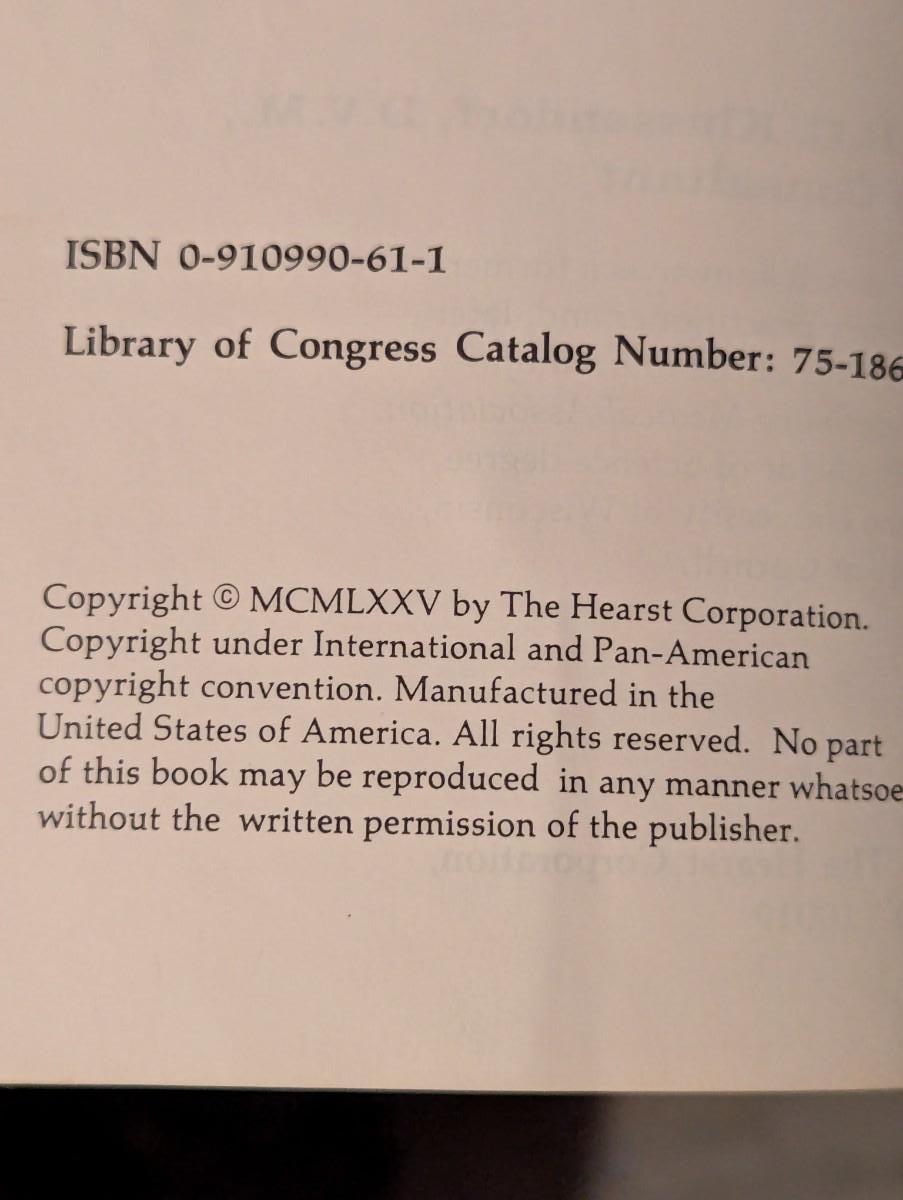 ISBN 0-910990-61-1
Library of Congress Catalog Number: 75-186
Copyright © MCMLXXV by The Hearst Corporation.
Copyright under International and Pan-American
copyright convention. Manufactured in the
United States of America. All rights reserved. No part
of this book may be reproduced in any manner whatsoe
without the written permission of the publisher.